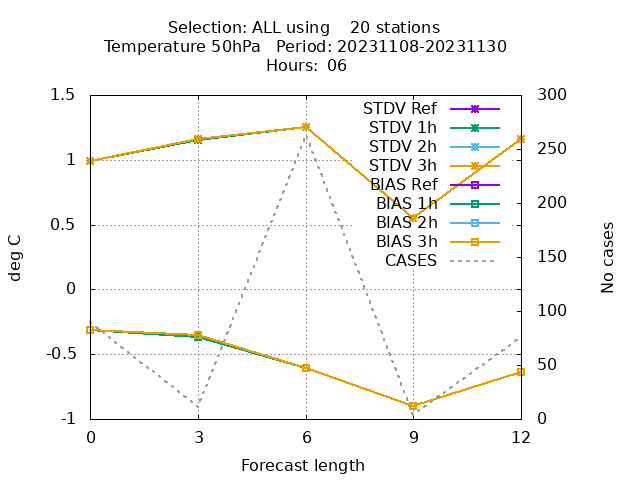 Selection: ALL using    20 stations
Temperature 50hPa   Period: 20231108-20231130
Hours: 06
1.5
1
0.5
0
-0.5
-1
deg C
300
250
200
150
100
50
0
No cases
STDV Ref
STDV 1h
STDV 2h
STDV 3h
BIAS Ref
BIAS 1h
BIAS 2h
BIAS 3h
CASES
0 3 6 9 12
Forecast length